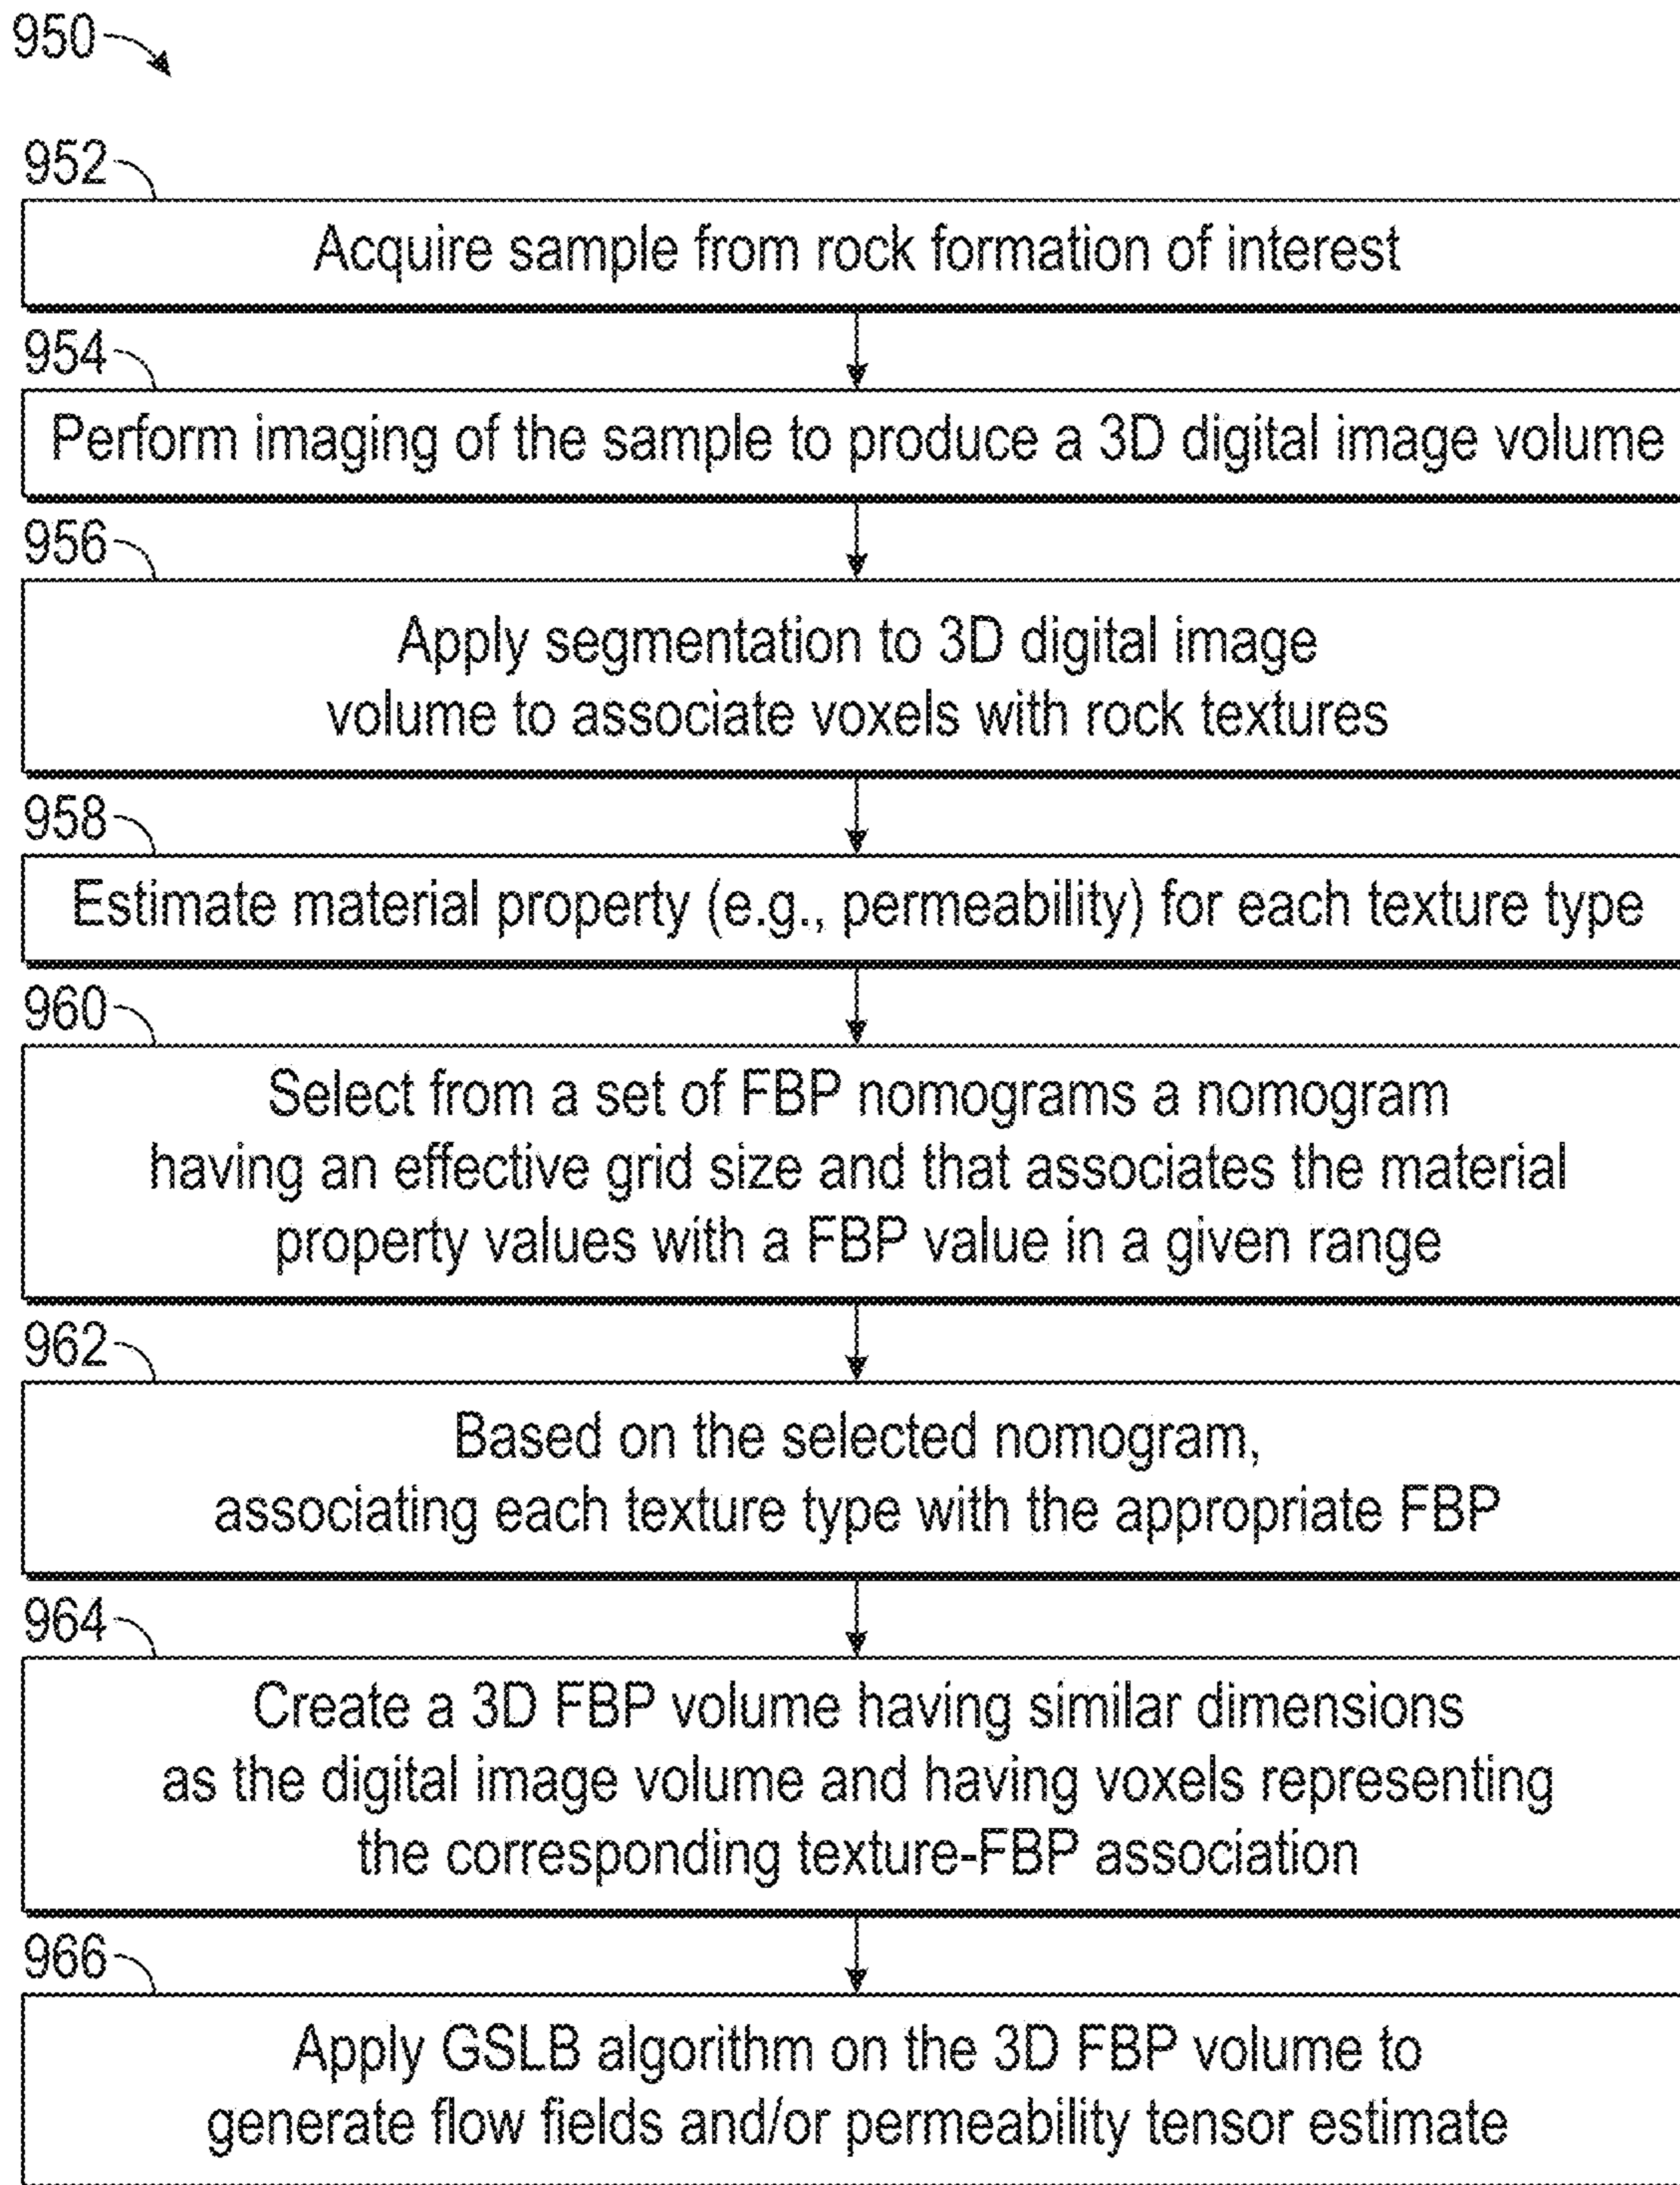 950
952
Acquire sample from rock formation of interest
954
Perform imaging of the sample to produce a 3D digital image volume
956
Apply segmentation to 3D digital image
volume to associate voxels with rock textures
958
Estimate material property (e.g., permeability) for each texture type
960
Select from a set of FBP nomograms a nomogram
having an effective grid size and that associates the material
property values with a FBP value in a given range
962
Based on the selected nomogram,
associating each texture type with the appropriate FBP
964
Create a 3D FBP volume having similar dimensions
as the digital image volume and having voxels representing
the corresponding texture-FBP association
966
Apply GSLB algorithm on the 3D FBP volume to
generate flow fields and/or permeability tensor estimate